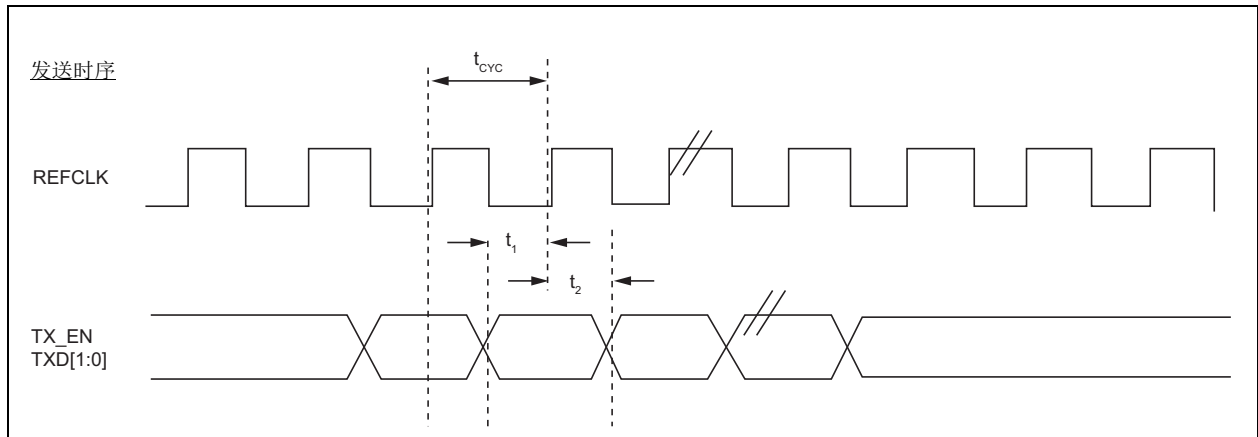 发送时序
tCYC
REFCLK
t1
t2
TX_EN
TXD[1:0]